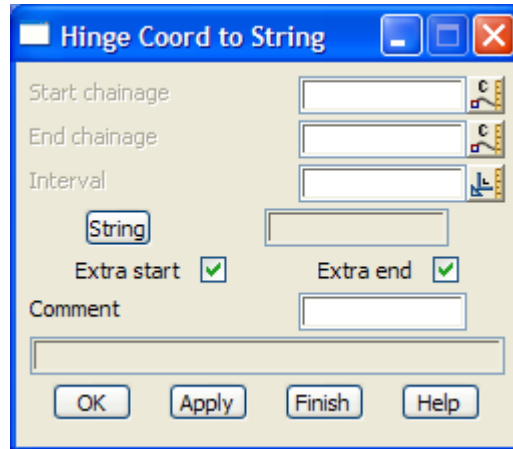 Hinge Coord to String
Start chainage
End chainage
Interval
String
Extra start Extra end
Comment
OK Apply Finish Help